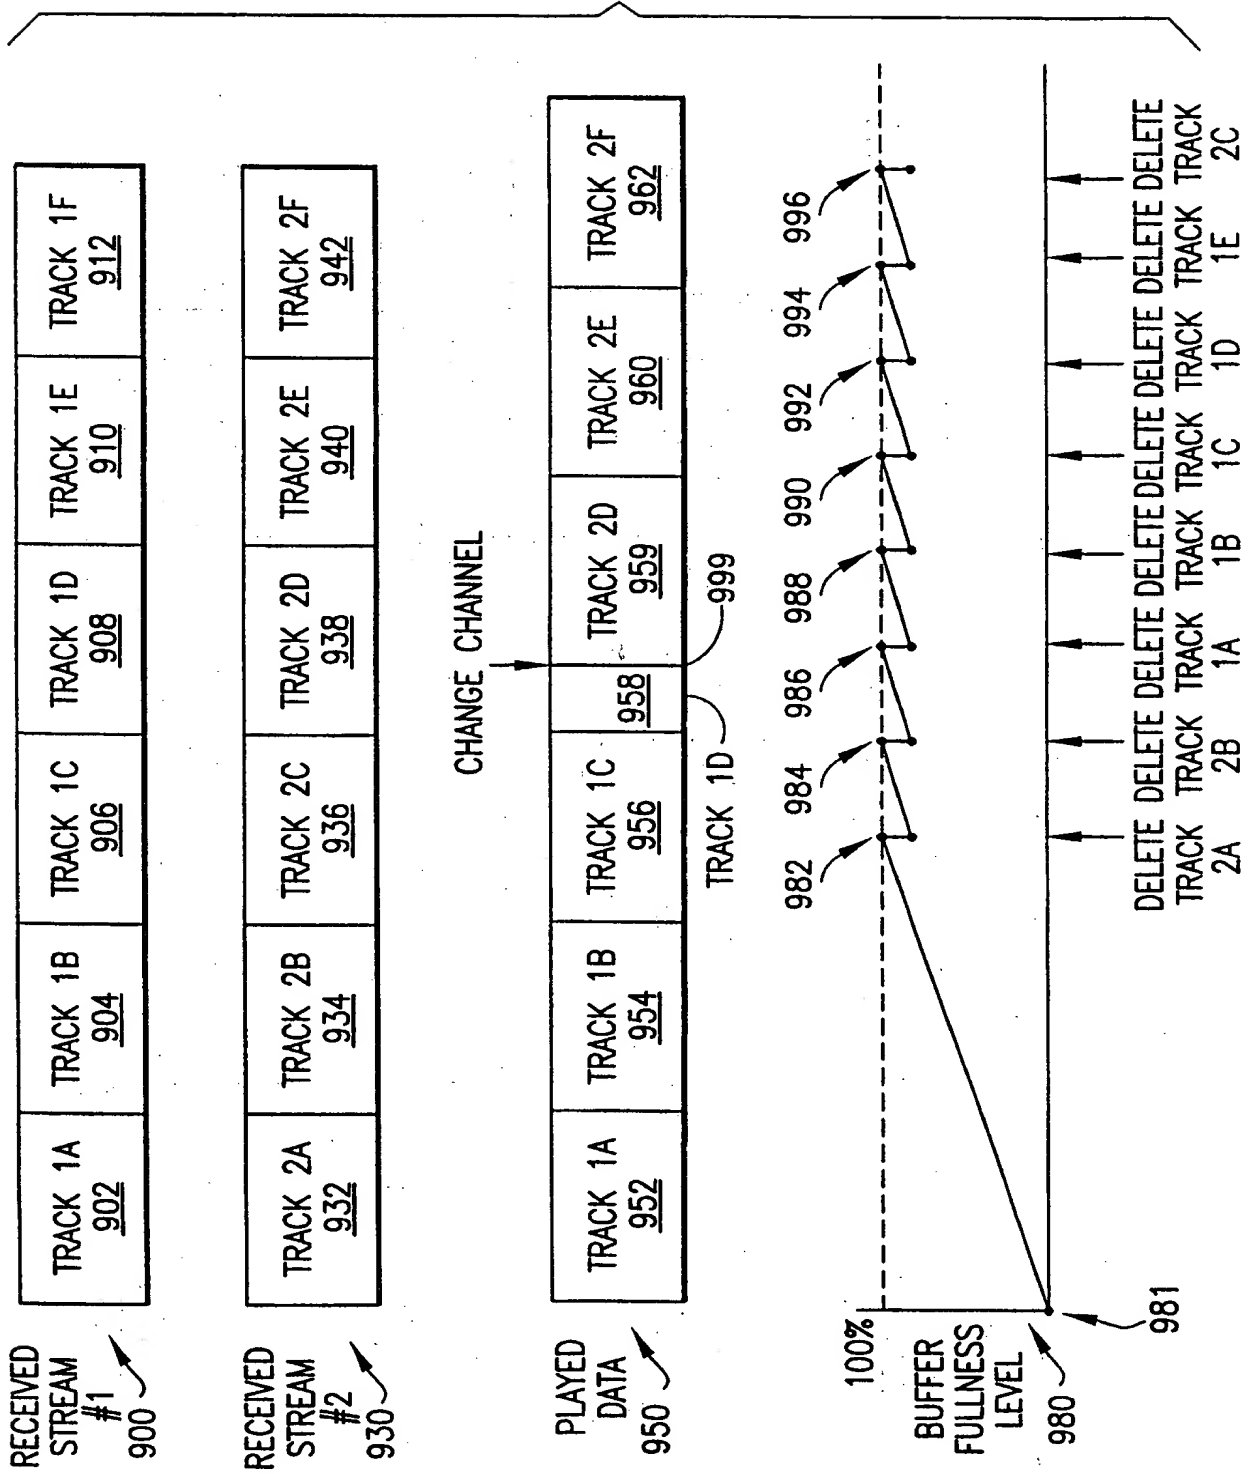 RECEIVED
STREAM
#1
900
TRACK 1A
902
TRACK 1B
904
TRACK 1C
906
TRACK 1D
908
TRACK 1E
910
TRACK 1F
912
RECEIVED
STREAM
#2
930
TRACK 2A
932
TRACK 2B
934
TRACK 2C
936
TRACK 2D
938
TRACK 2E
940
TRACK 2F
942
CHANGE CHANNEL
PLAYED
DATA
950
TRACK 1A
952
TRACK 1B
954
TRACK 1C
956
958
TRACK 2D
959
TRACK 2E
960
TRACK 2F
962
TRACK 1D
999
100%
BUFFER
FULLNESS
LEVEL
980
981
982
984
986
988
990
992
994
996
DELETE
TRACK
2A
DELETE
TRACK
2B
DELETE
TRACK
1A
DELETE
TRACK
1B
DELETE
TRACK
1C
DELETE
TRACK
1D
DELETE
TRACK
1E
DELETE
TRACK
2C